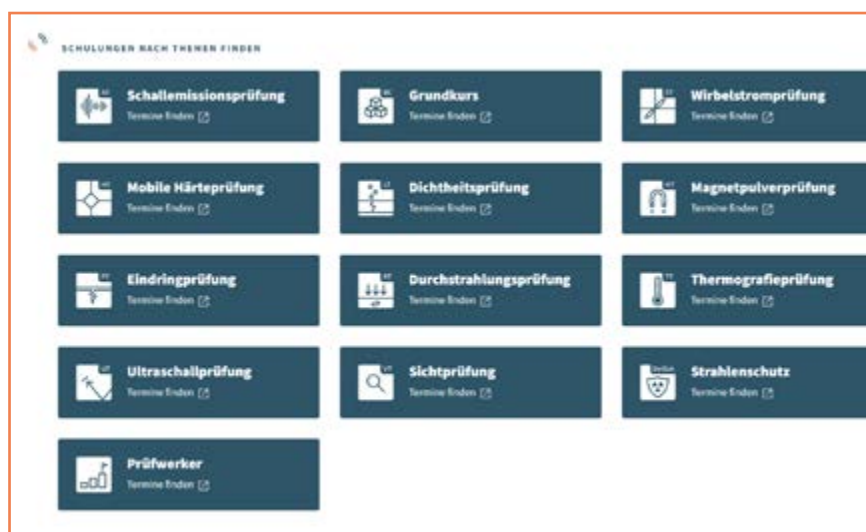 SCHULUNGEN NACH THEMEN FINDEN
Schallemissionsprüfung
Termine finden
Grundkurs
Termine finden
Wirbelstromprüfung
Termine finden
Mobile Härteprüfung
Termine finden
Dichtheitsprüfung
Termine finden
Magnetpulverprüfung
Termine finden
Eindringprüfung
Termine finden
Durchstrahlungsprüfung
Termine finden
Thermografieprüfung
Termine finden
Ultraschallprüfung
Termine finden
Sichtprüfung
Termine finden
Strahlenschutz
Termine finden
Prüfwerker
Termine finden